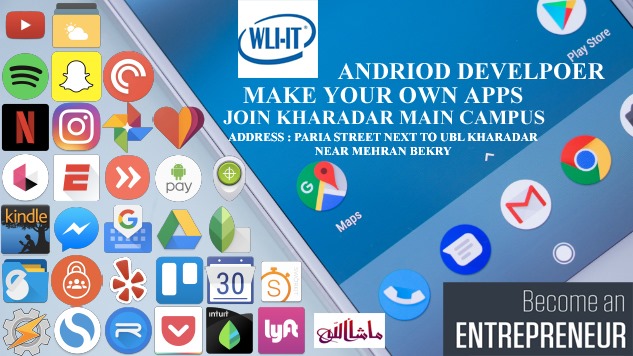 WLI-IT
ANDRIOD DEVELPOER
MAKE YOUR OWN APPS
JOIN KHARADAR MAIN CAMPUS
ADDRESS : PARIA STREET NEXT TO UBL KHARADAR
NEAR MEHRAN BEKRY
Play Store
Maps
N
E
pay
kindle
G
30
S
intuit
lyft
ماشاءالله
Become an
ENTREPRENEUR